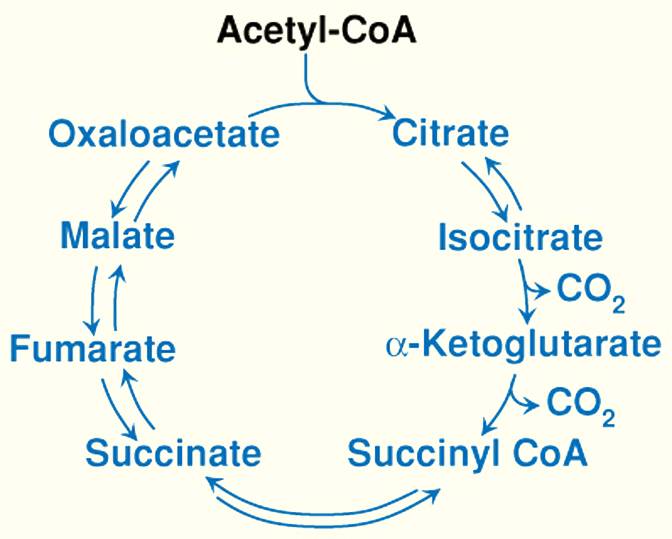 Acetyl-CoA
Oxaloacetate
Citrate
Malate
Isocitrate
CO₂
Fumarate
α-Ketoglutarate
CO₂
Succinate
Succinyl CoA